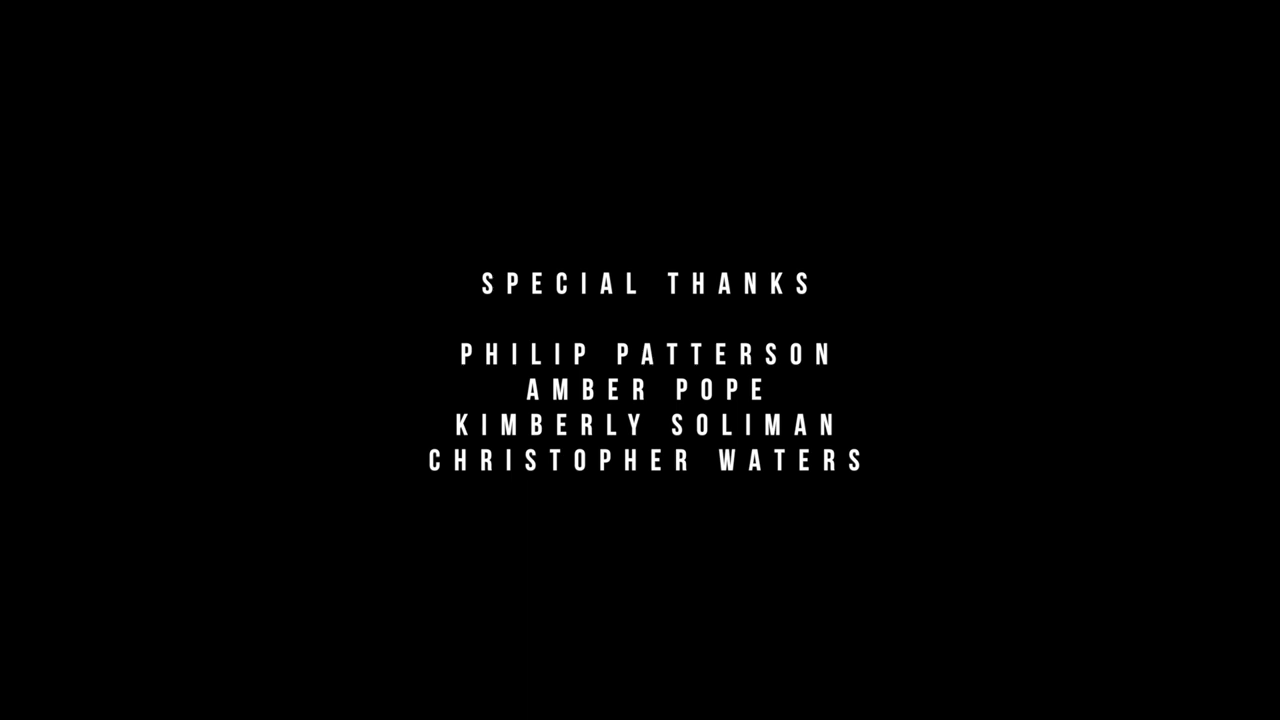 SPECIAL THANKS
PHILIP PATTERSON
AMBER POPE
KIMBERLY SOLIMAN
CHRISTOPHER WATERS